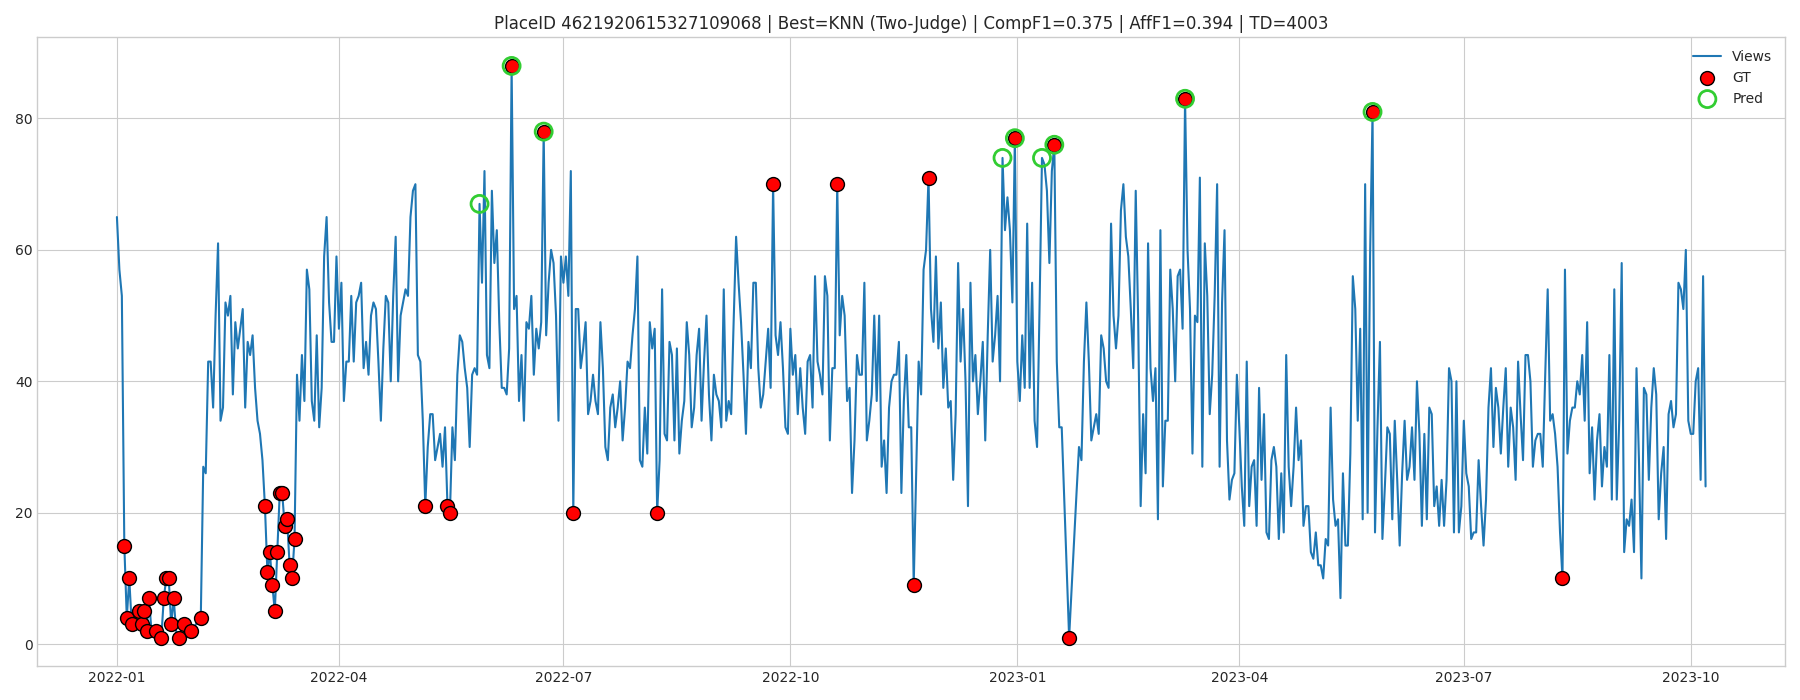 PlaceID 4621920615327109068 | Best=KNN (Two-Judge) | CompF1=0.375 | AffF1=0.394 | TD=4003
Views
GT
Pred
80
60
40
20
0
2022-01 2022-04 2022-07 2022-10 2023-01 2023-04 2023-07 2023-10